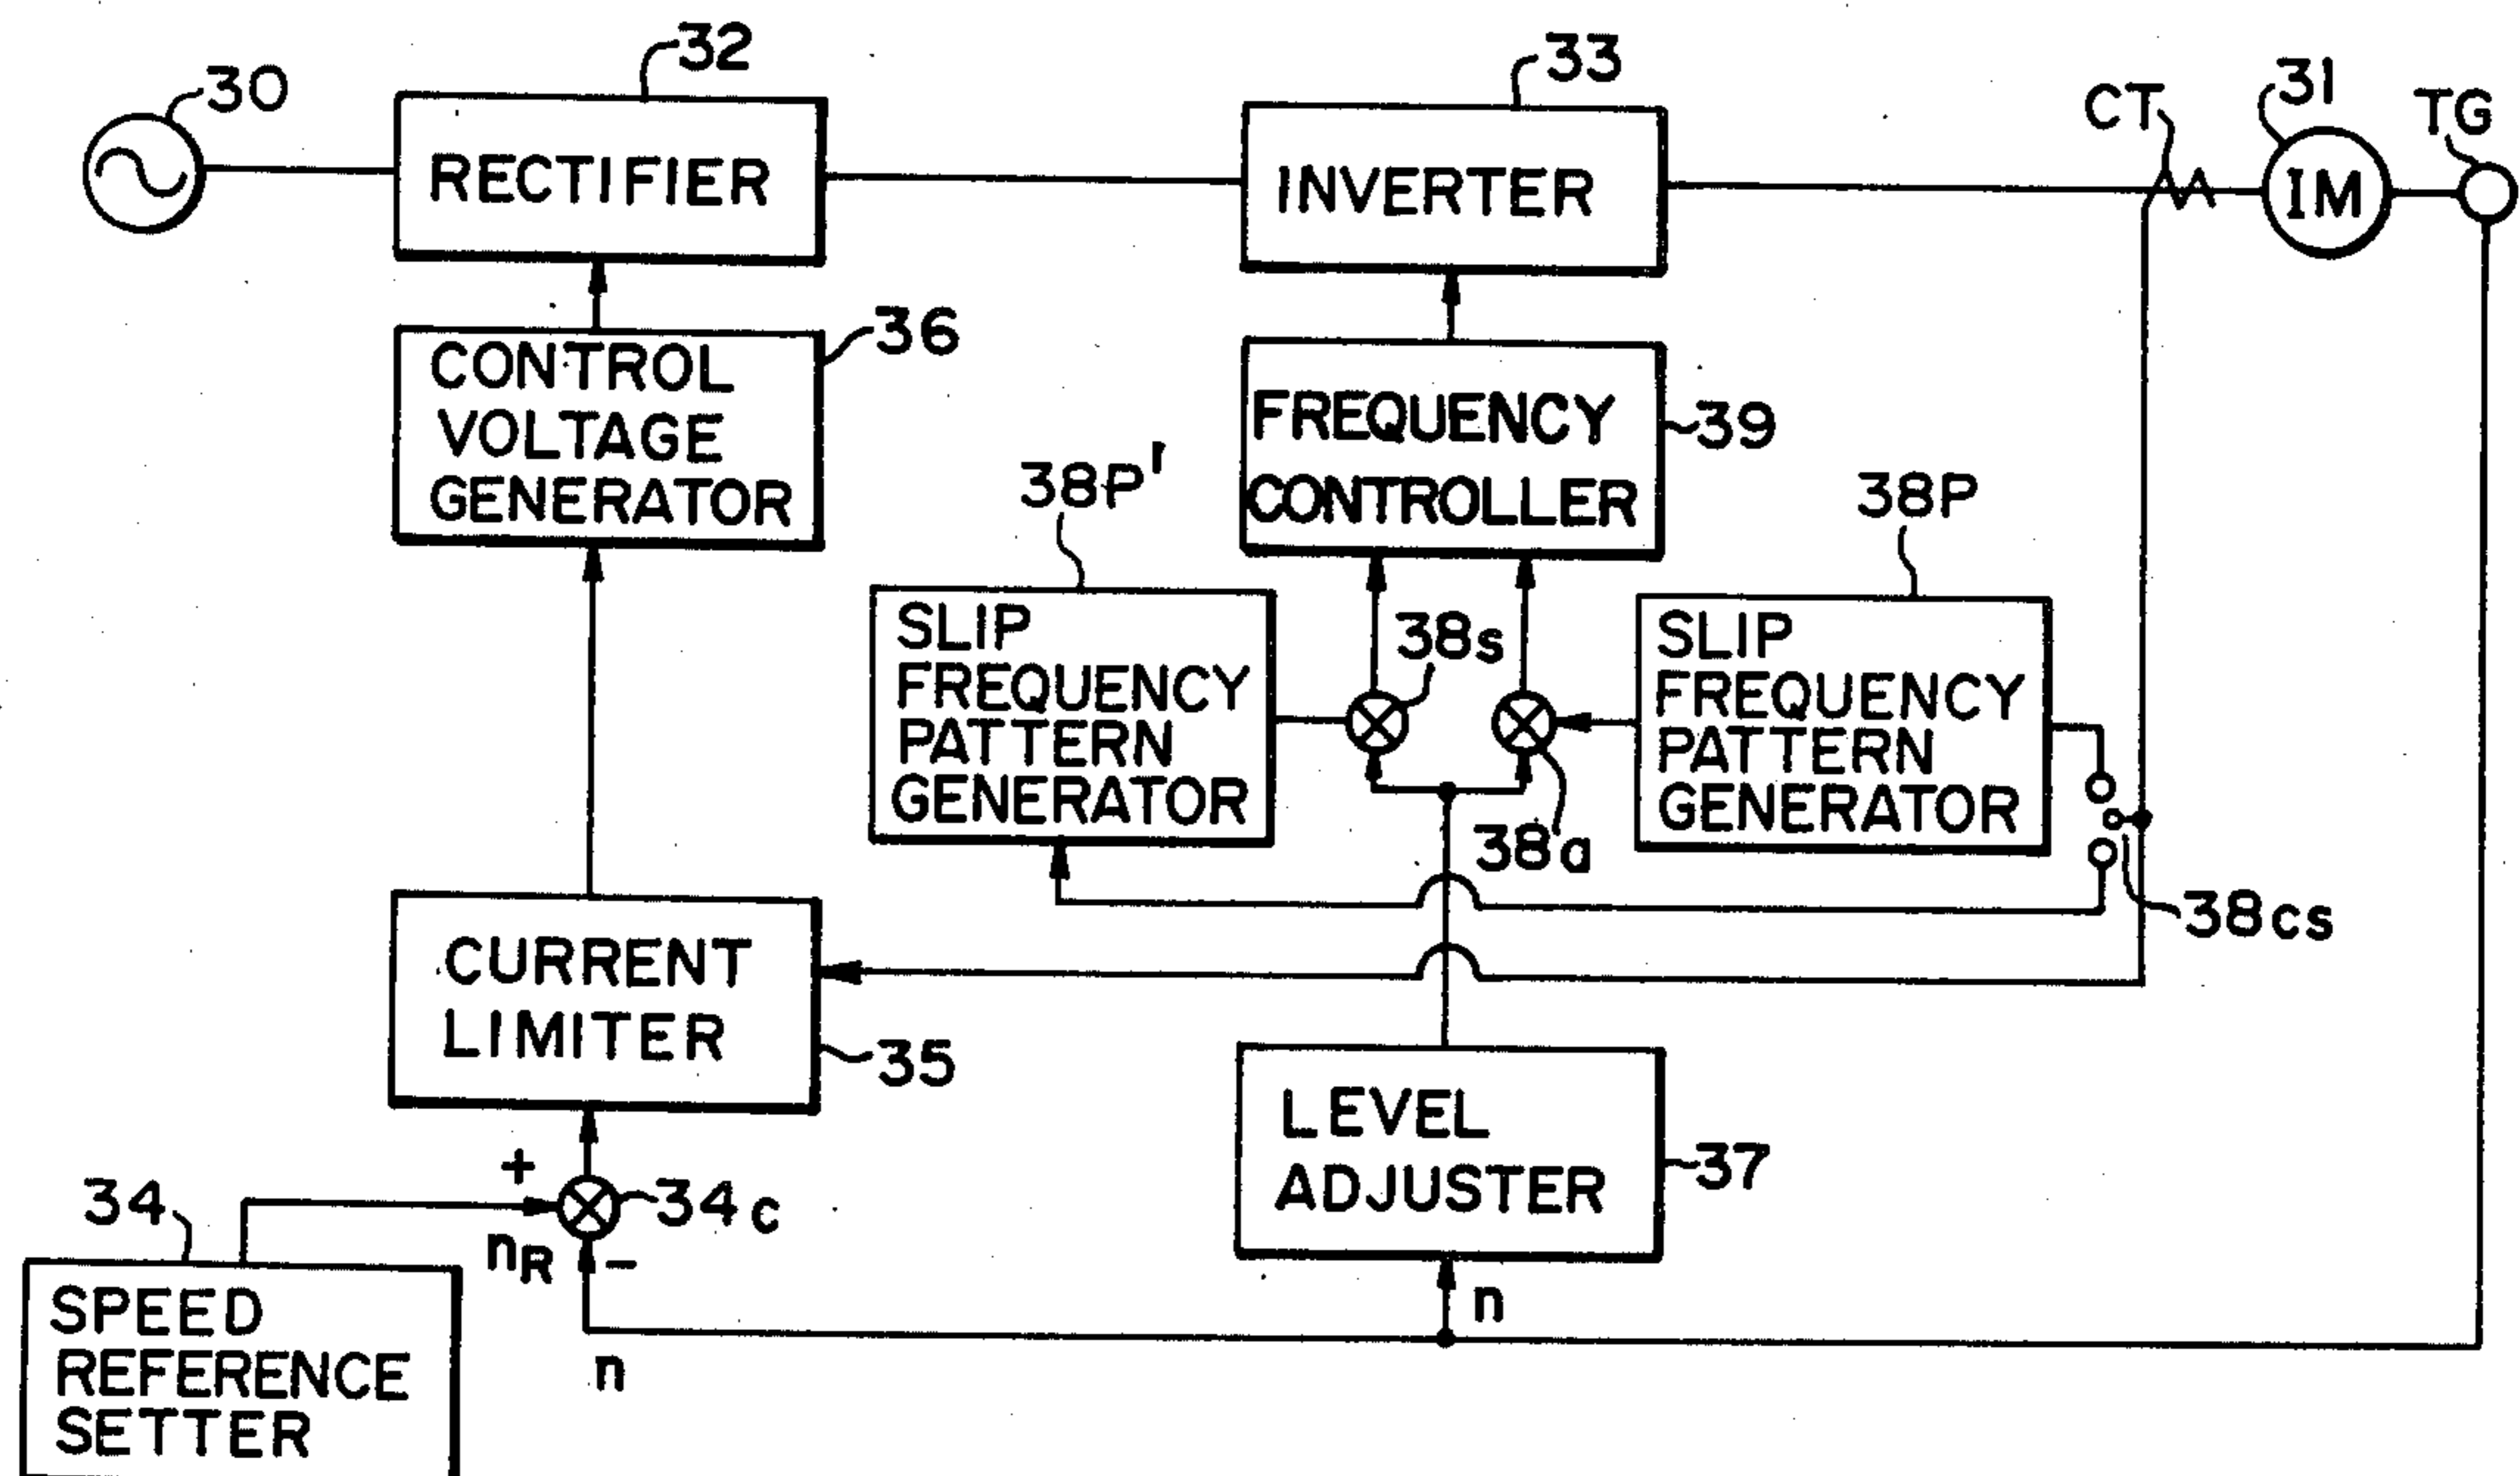 30
32
33
CT
31
TG
RECTIFIER
INVERTER
IM
36
CONTROL
VOLTAGE
GENERATOR
FREQUENCY
CONTROLLER
39
38P'
38P
SLIP
FREQUENCY
PATTERN
GENERATOR
38s
38a
SLIP
FREQUENCY
PATTERN
GENERATOR
38cs
CURRENT
LIMITER
35
LEVEL
ADJUSTER
37
34
+
34c
nR
−
n
n
SPEED
REFERENCE
SETTER